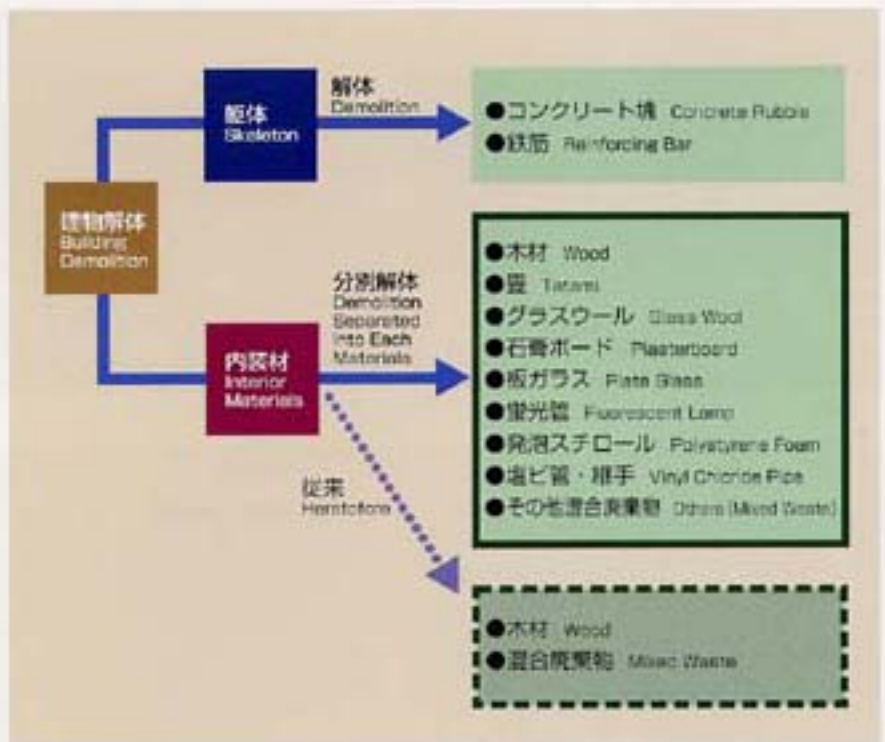 建物解体
Building
Demolition
躯体
Skeleton
解体
Demolition
●コンクリート塊 Concrete Rubble
●鉄筋 Reinforcing Bar
内装材
Interior
Materials
分別解体
Demolition
Separated
Into Each
Materials
●木材 Wood
●畳 Tatami
●グラスウール Glass Wool
●石膏ボード Plasterboard
●板ガラス Plate Glass
●蛍光管 Fluorescent Lamp
●発泡スチロール Polystyrene Foam
●塩ビ管・継手 Vinyl Chloride Pipe
●その他混合廃棄物 Others (Mixed Waste)
従来
●木材 Wood
●混合廃棄物 Mixed Waste